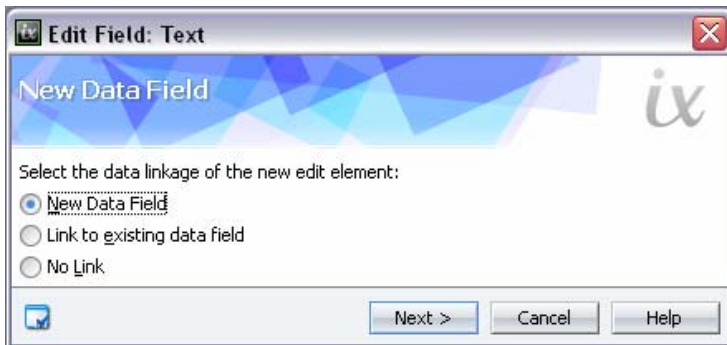 ix Edit Field: Text
New Data Field
ix
Select the data linkage of the new edit element:
New Data Field
Link to existing data field
No Link
Next > Cancel Help